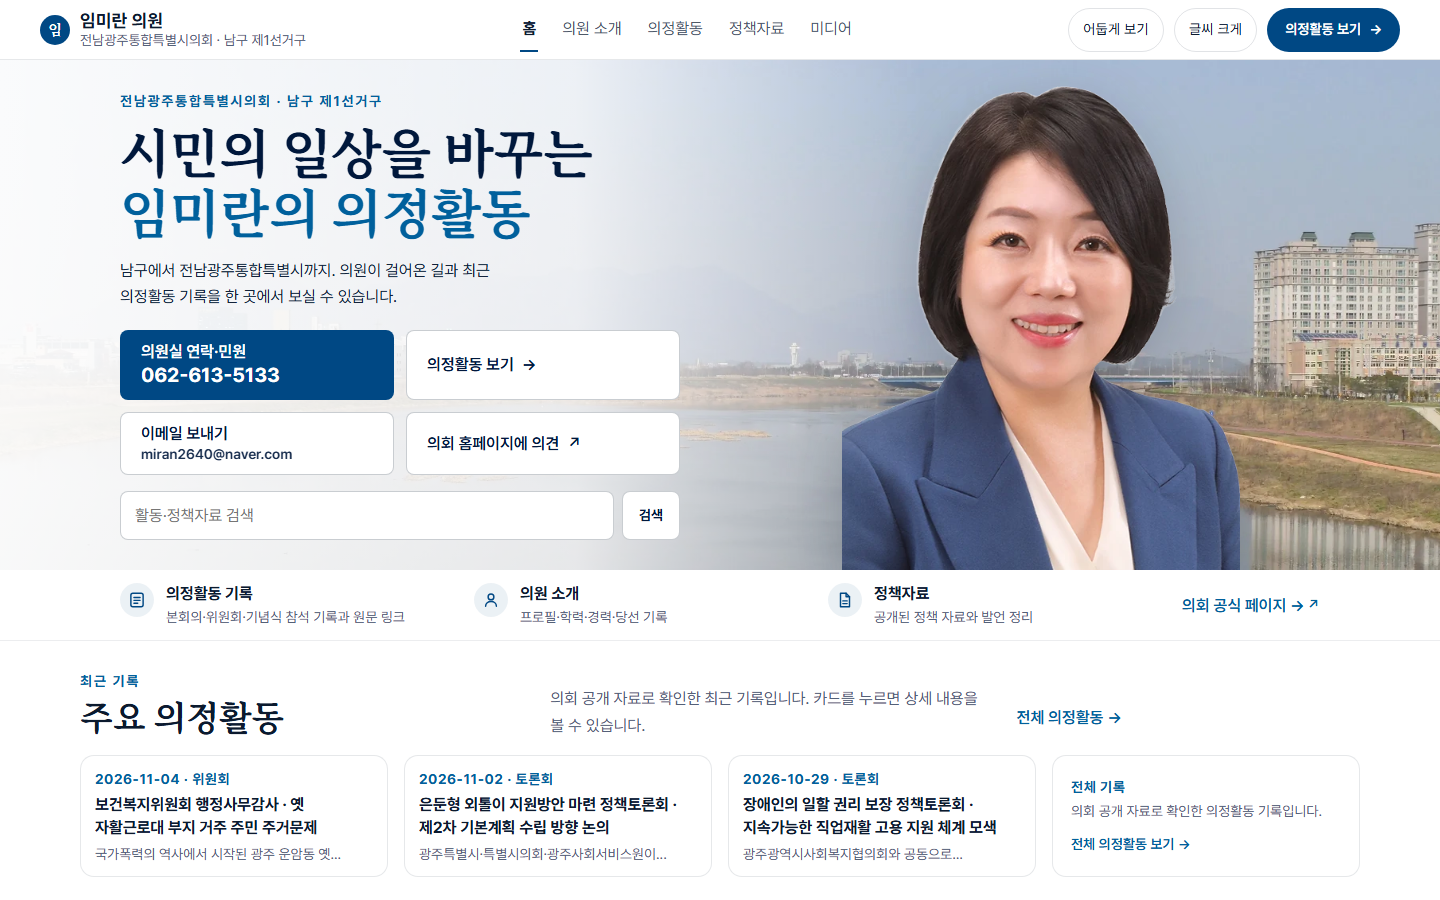 임
임미란 의원
전남광주통합특별시의회 · 남구 제1선거구
홈
의원 소개
의정활동
정책자료
미디어
어둡게 보기
글씨 크게
의정활동 보기 →
전남광주통합특별시의회 · 남구 제1선거구
시민의 일상을 바꾸는
임미란의 의정활동
남구에서 전남광주통합특별시까지. 의원이 걸어온 길과 최근
의정활동 기록을 한 곳에서 보실 수 있습니다.
의원실 연락·민원
062-613-5133
의정활동 보기 →
이메일 보내기
miran2640@naver.com
의회 홈페이지에 의견 ↗
활동·정책자료 검색
검색
의정활동 기록
본회의·위원회·기념식 참석 기록과 원문 링크
의원 소개
프로필·학력·경력·당선 기록
정책자료
공개된 정책 자료와 발언 정리
의회 공식 페이지 → ↗
최근 기록
주요 의정활동
의회 공개 자료로 확인한 최근 기록입니다. 카드를 누르면 상세 내용을
볼 수 있습니다.
전체 의정활동 →
2026-11-04 · 위원회
보건복지위원회 행정사무감사 · 옛
자활근로대 부지 거주 주민 주거문제
국가폭력의 역사에서 시작된 광주 운암동 옛...
2026-11-02 · 토론회
은둔형 외톨이 지원방안 마련 정책토론회 ·
제2차 기본계획 수립 방향 논의
광주특별시·특별시의회·광주사회서비스원이...
2026-10-29 · 토론회
장애인의 일할 권리 보장 정책토론회 ·
지속가능한 직업재활 고용 지원 체계 모색
광주광역시사회복지협의회와 공동으로...
전체 기록
의회 공개 자료로 확인한 의정활동 기록입니다.
전체 의정활동 보기 →